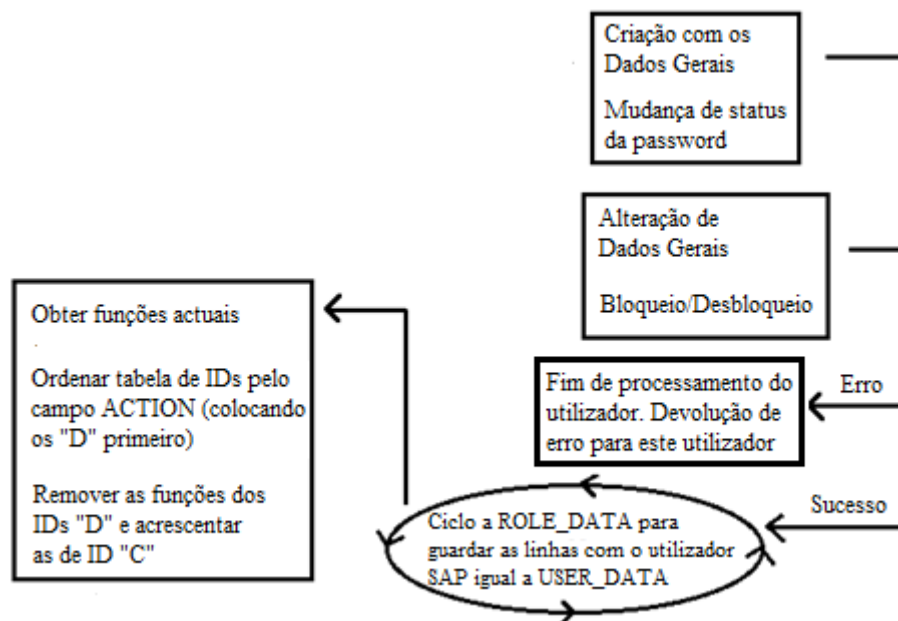 Criação com os
Dados Gerais
Mudança de status
da password
Alteração de
Dados Gerais
Bloqueio/Desbloqueio
Obter funções actuais
Ordenar tabela de IDs pelo
campo ACTION (colocando
os "D" primeiro)
Remover as funções dos
IDs "D" e acrescentar
as de ID "C"
Fim de processamento do
utilizador. Devolução de
erro para este utilizador
Erro
Sucesso
Ciclo a ROLE_DATA para
guardar as linhas com o utilizador
SAP igual a USER_DATA